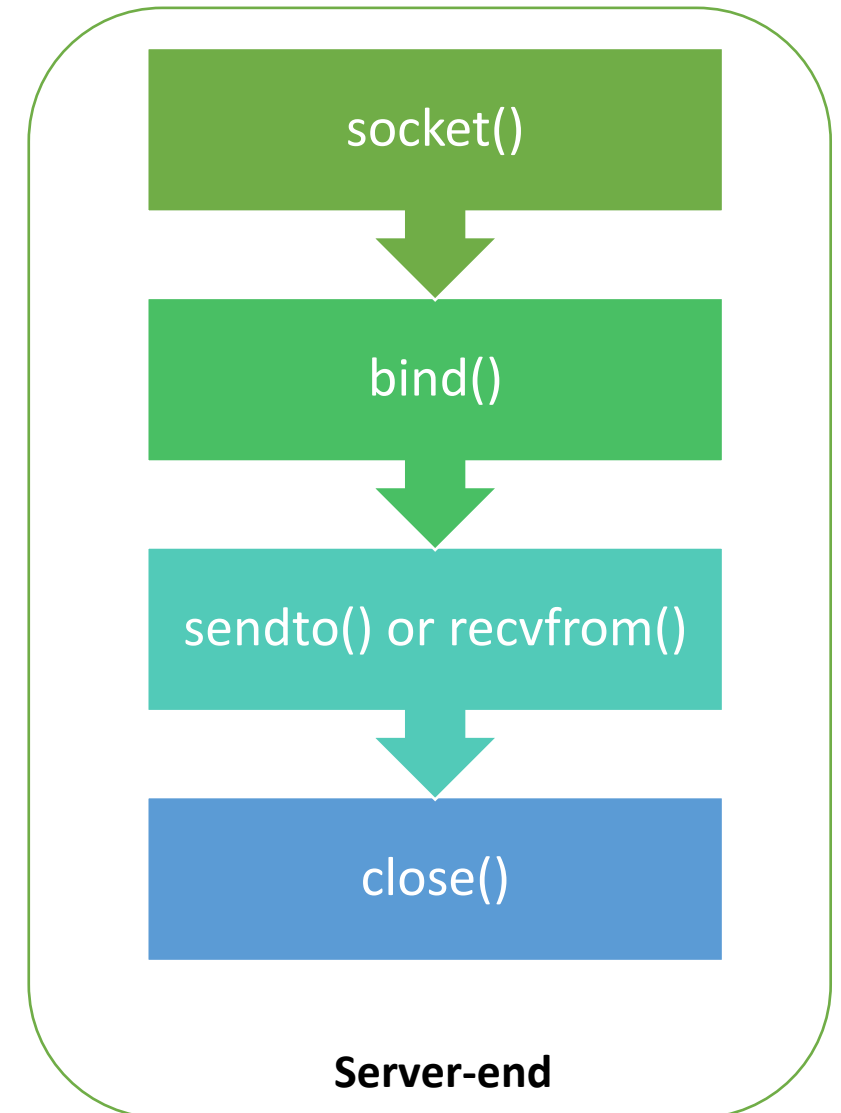 socket()
bind()
sendto() or recvfrom()
close()
Server-end